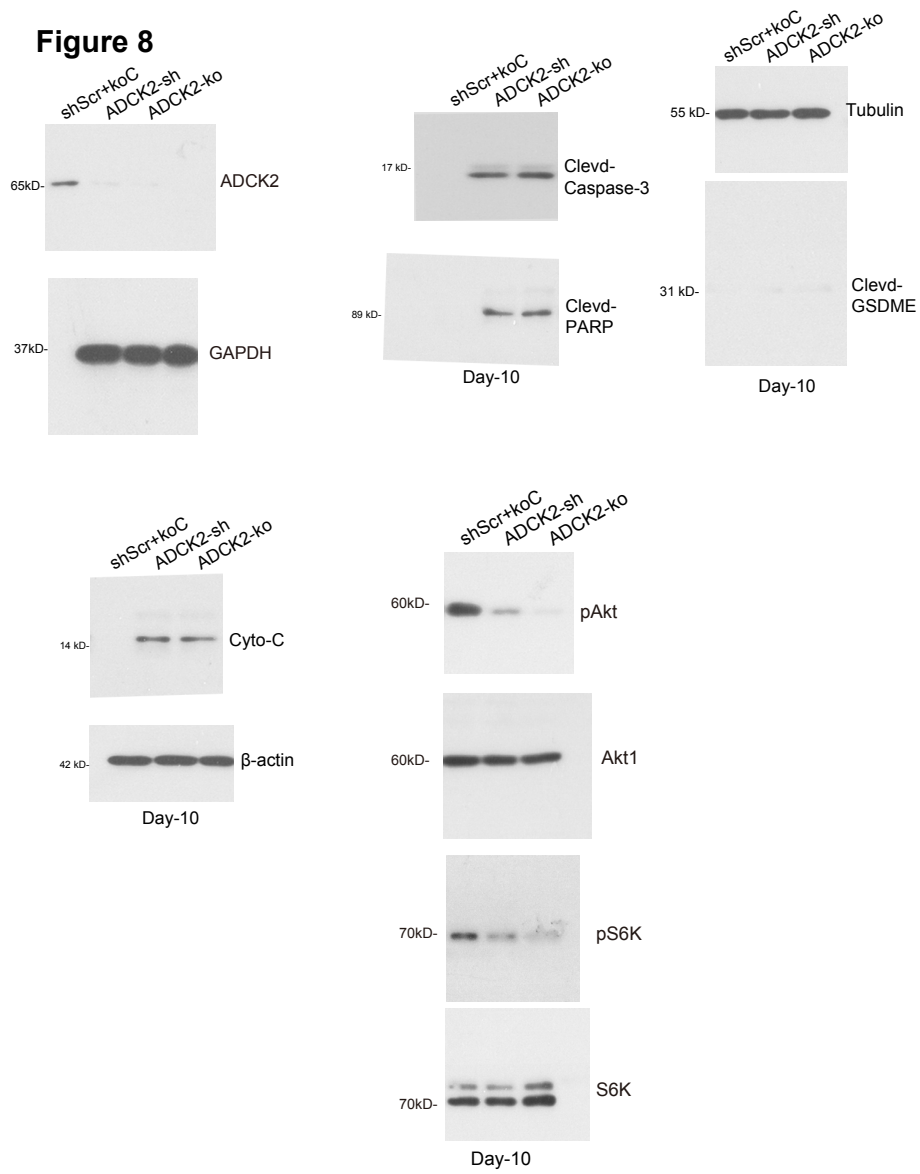 Figure 8
shScr+koC
ADCK2-sh
ADCK2-ko
65kD-
ADCK2
37kD-
GAPDH
shScr+koC
ADCK2-sh
ADCK2-ko
17 kD-
Clevd-
Caspase-3
89 kD-
Clevd-
PARP
Day-10
shScr+koC
ADCK2-sh
ADCK2-ko
55 kD-
Tubulin
31 kD-
Clevd-
GSDME
Day-10
shScr+koC
ADCK2-sh
ADCK2-ko
14 kD-
Cyto-C
42 kD-
β-actin
Day-10
shScr+koC
ADCK2-sh
ADCK2-ko
60kD-
pAkt
60kD-
Akt1
70kD-
pS6K
70kD-
S6K
Day-10